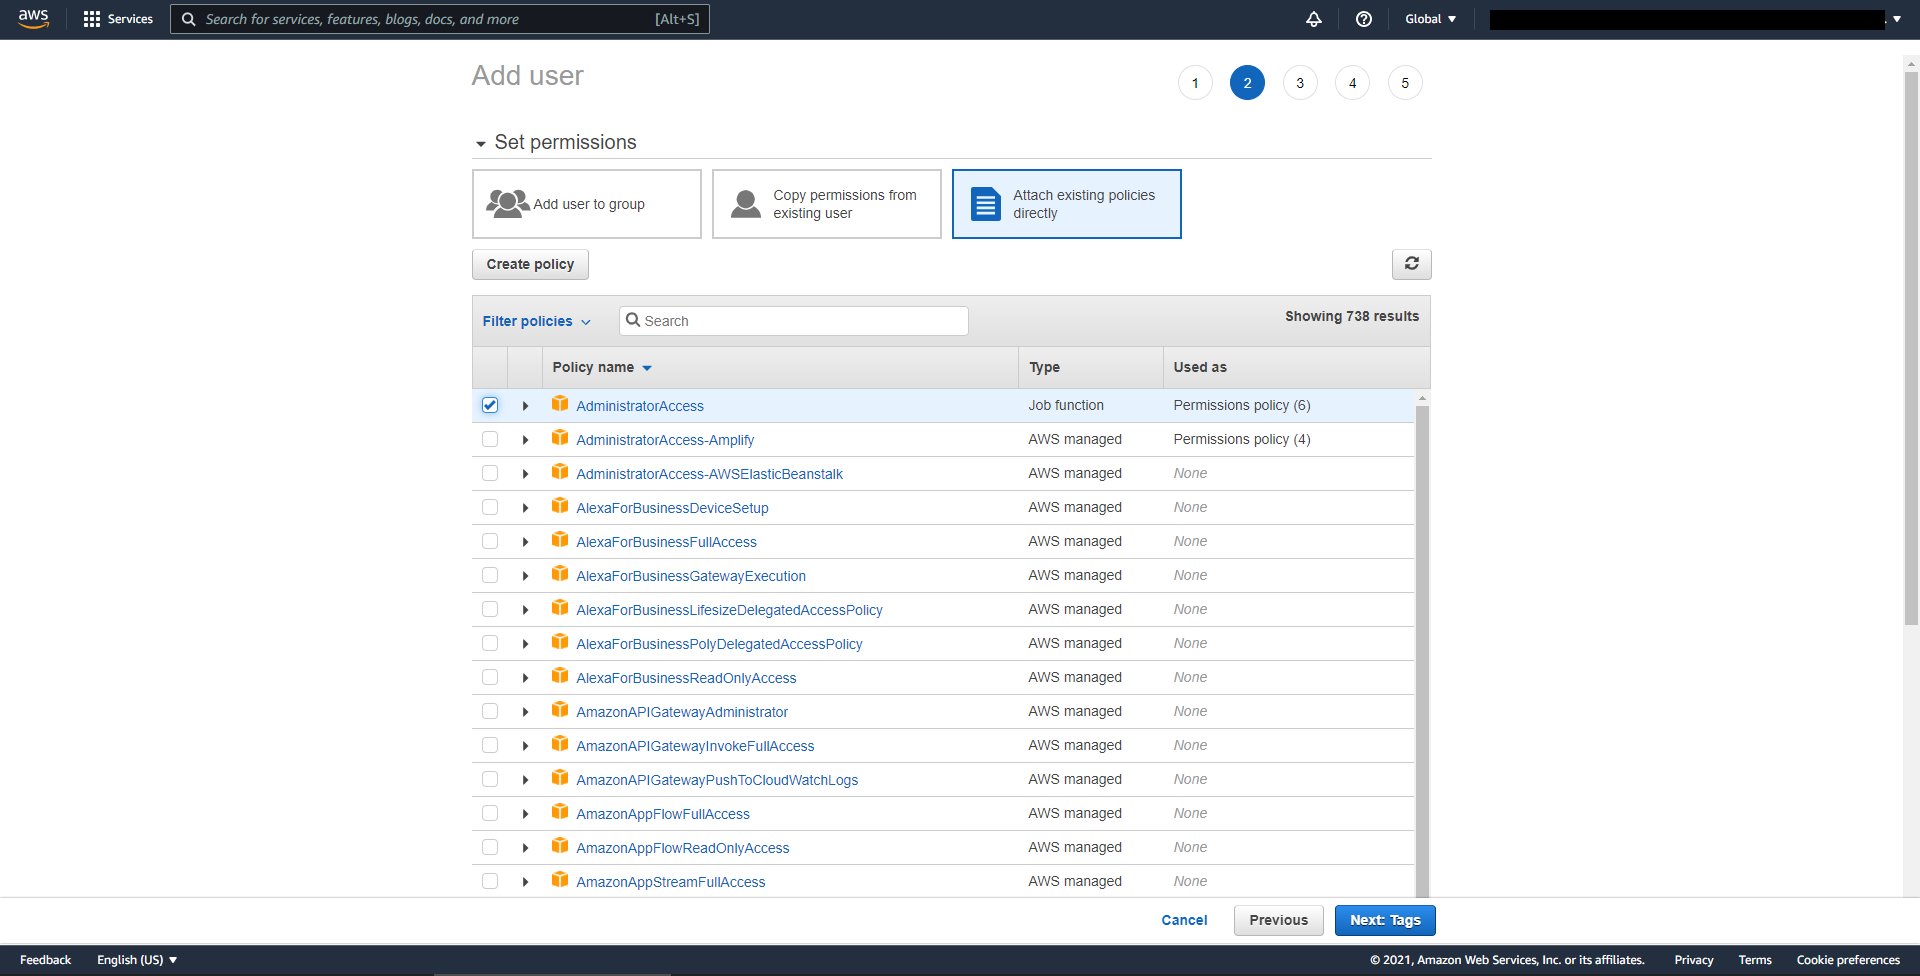 aws Services Search for services, features, blogs, docs, and more [Alt+S] Global
Add user 1 2 3 4 5
Set permissions
Add user to group
Copy permissions from
existing user
Attach existing policies
directly
Create policy
Filter policies Search Showing 738 results
Policy name Type Used as
AdministratorAccess Job function Permissions policy (6)
AdministratorAccess-Amplify AWS managed Permissions policy (4)
AdministratorAccess-AWSElasticBeanstalk AWS managed None
AlexaForBusinessDeviceSetup AWS managed None
AlexaForBusinessFullAccess AWS managed None
AlexaForBusinessGatewayExecution AWS managed None
AlexaForBusinessLifesizeDelegatedAccessPolicy AWS managed None
AlexaForBusinessPolyDelegatedAccessPolicy AWS managed None
AlexaForBusinessReadOnlyAccess AWS managed None
AmazonAPIGatewayAdministrator AWS managed None
AmazonAPIGatewayInvokeFullAccess AWS managed None
AmazonAPIGatewayPushToCloudWatchLogs AWS managed None
AmazonAppFlowFullAccess AWS managed None
AmazonAppFlowReadOnlyAccess AWS managed None
AmazonAppStreamFullAccess AWS managed None
Cancel Previous Next: Tags
Feedback English (US) © 2021, Amazon Web Services, Inc. or its affiliates. Privacy Terms Cookie preferences